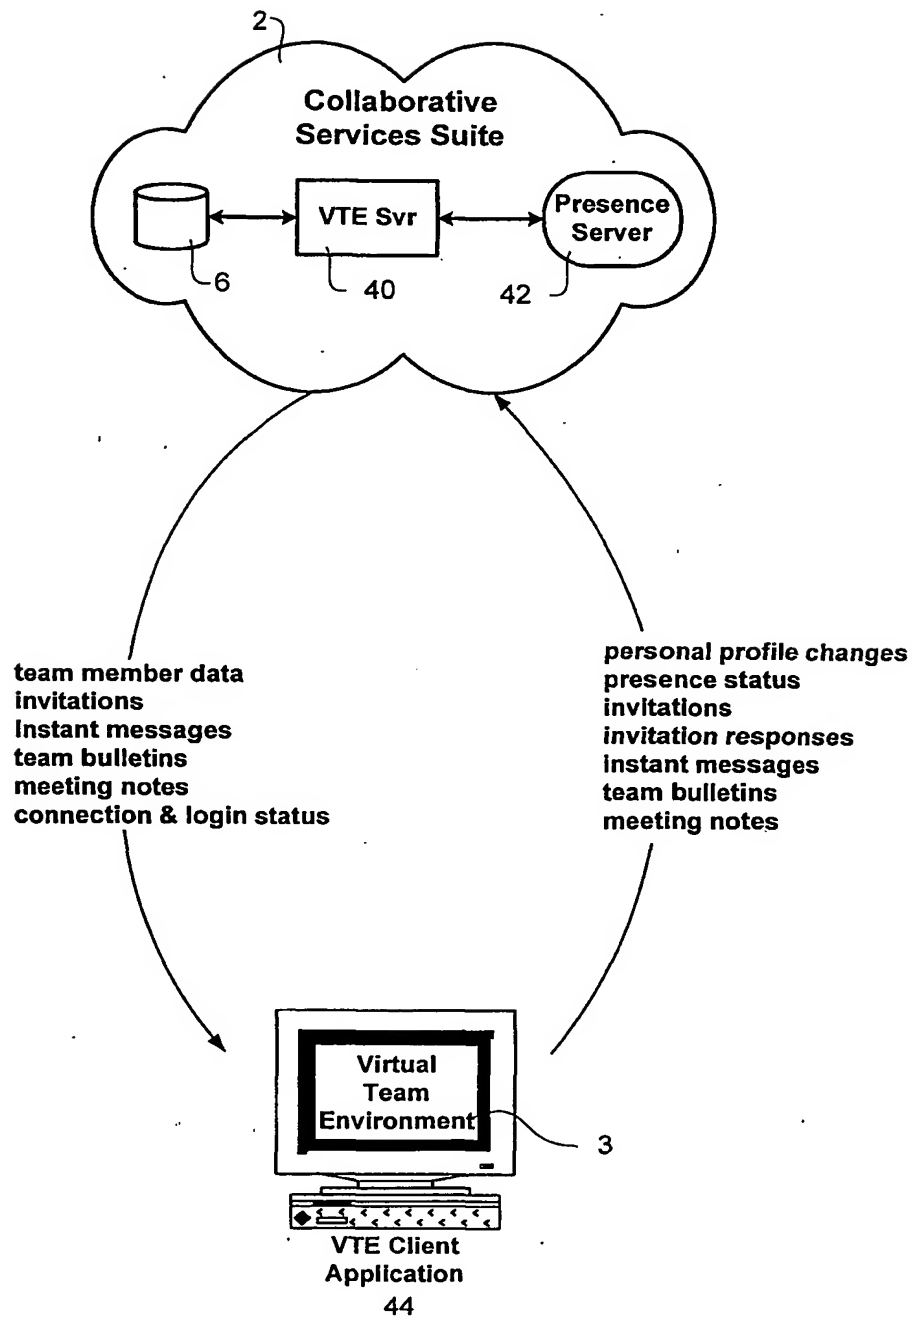 2
Collaborative
Services Suite
VTE Svr
Presence
Server
6
40
42
team member data
invitations
Instant messages
team bulletins
meeting notes
connection & login status
personal profile changes
presence status
invitations
invitation responses
Instant messages
team bulletins
meeting notes
Virtual
Team
Environment
3
VTE Client
Application
44